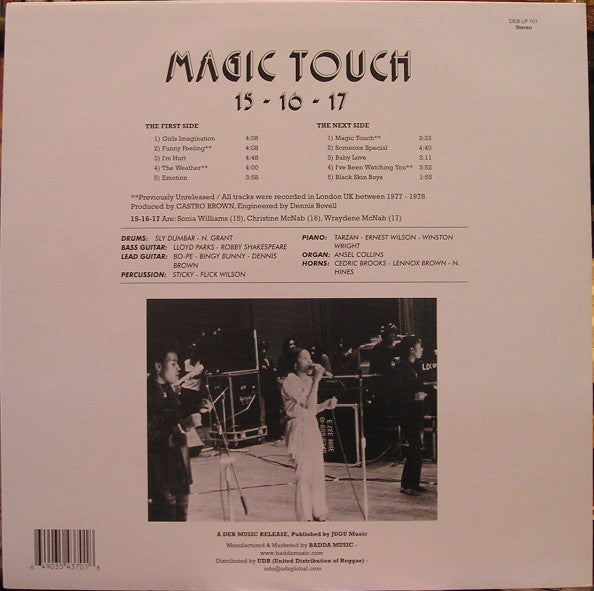 DEB LP 101
Stereo
MAGIC TOUCH
15 - 16 - 17
THE FIRST SIDE
1) Girls Imagination 4:08
2) Funny Feeling** 4:08
3) I'm Hurt 4:48
4) The Weather** 4:00
5) Emotion 3:58
THE NEXT SIDE
1) Magic Touch** 3:33
2) Someone Special 4:40
3) Baby Love 3:11
4) I've Been Watching You** 3:52
5) Black Skin Boys 1:55
**Previously Unreleased / All tracks were recorded in London UK between 1977 - 1978
Produced by CASTRO BROWN, Engineered by Dennis Bovell
15-16-17 Are: Sonia Williams (15), Christine McNab (16), Wraydene McNab (17)
DRUMS: SLY DUMBAR - N. GRANT
BASS GUITAR: LLOYD PARKS - ROBBY SHAKESPEARE
LEAD GUITAR: BO-PE - BINGY BUNNY - DENNIS
BROWN
PERCUSSION: STICKY - FLICK WILSON
PIANO: TARZAN - ERNEST WILSON - WINSTON
WRIGHT
ORGAN: ANSEL COLLINS
HORNS: CEDRIC BROOKS - LENNOX BROWN - N.
HINES
A DEB MUSIC RELEASE, Published by JUGU Music
Manufactured & Marketed by BADDA MUSIC -
www.baddamusic.com
Distributed by UDR (United Distribution of Reggae) -
info@udrglobal.com
8 49035 43701 8